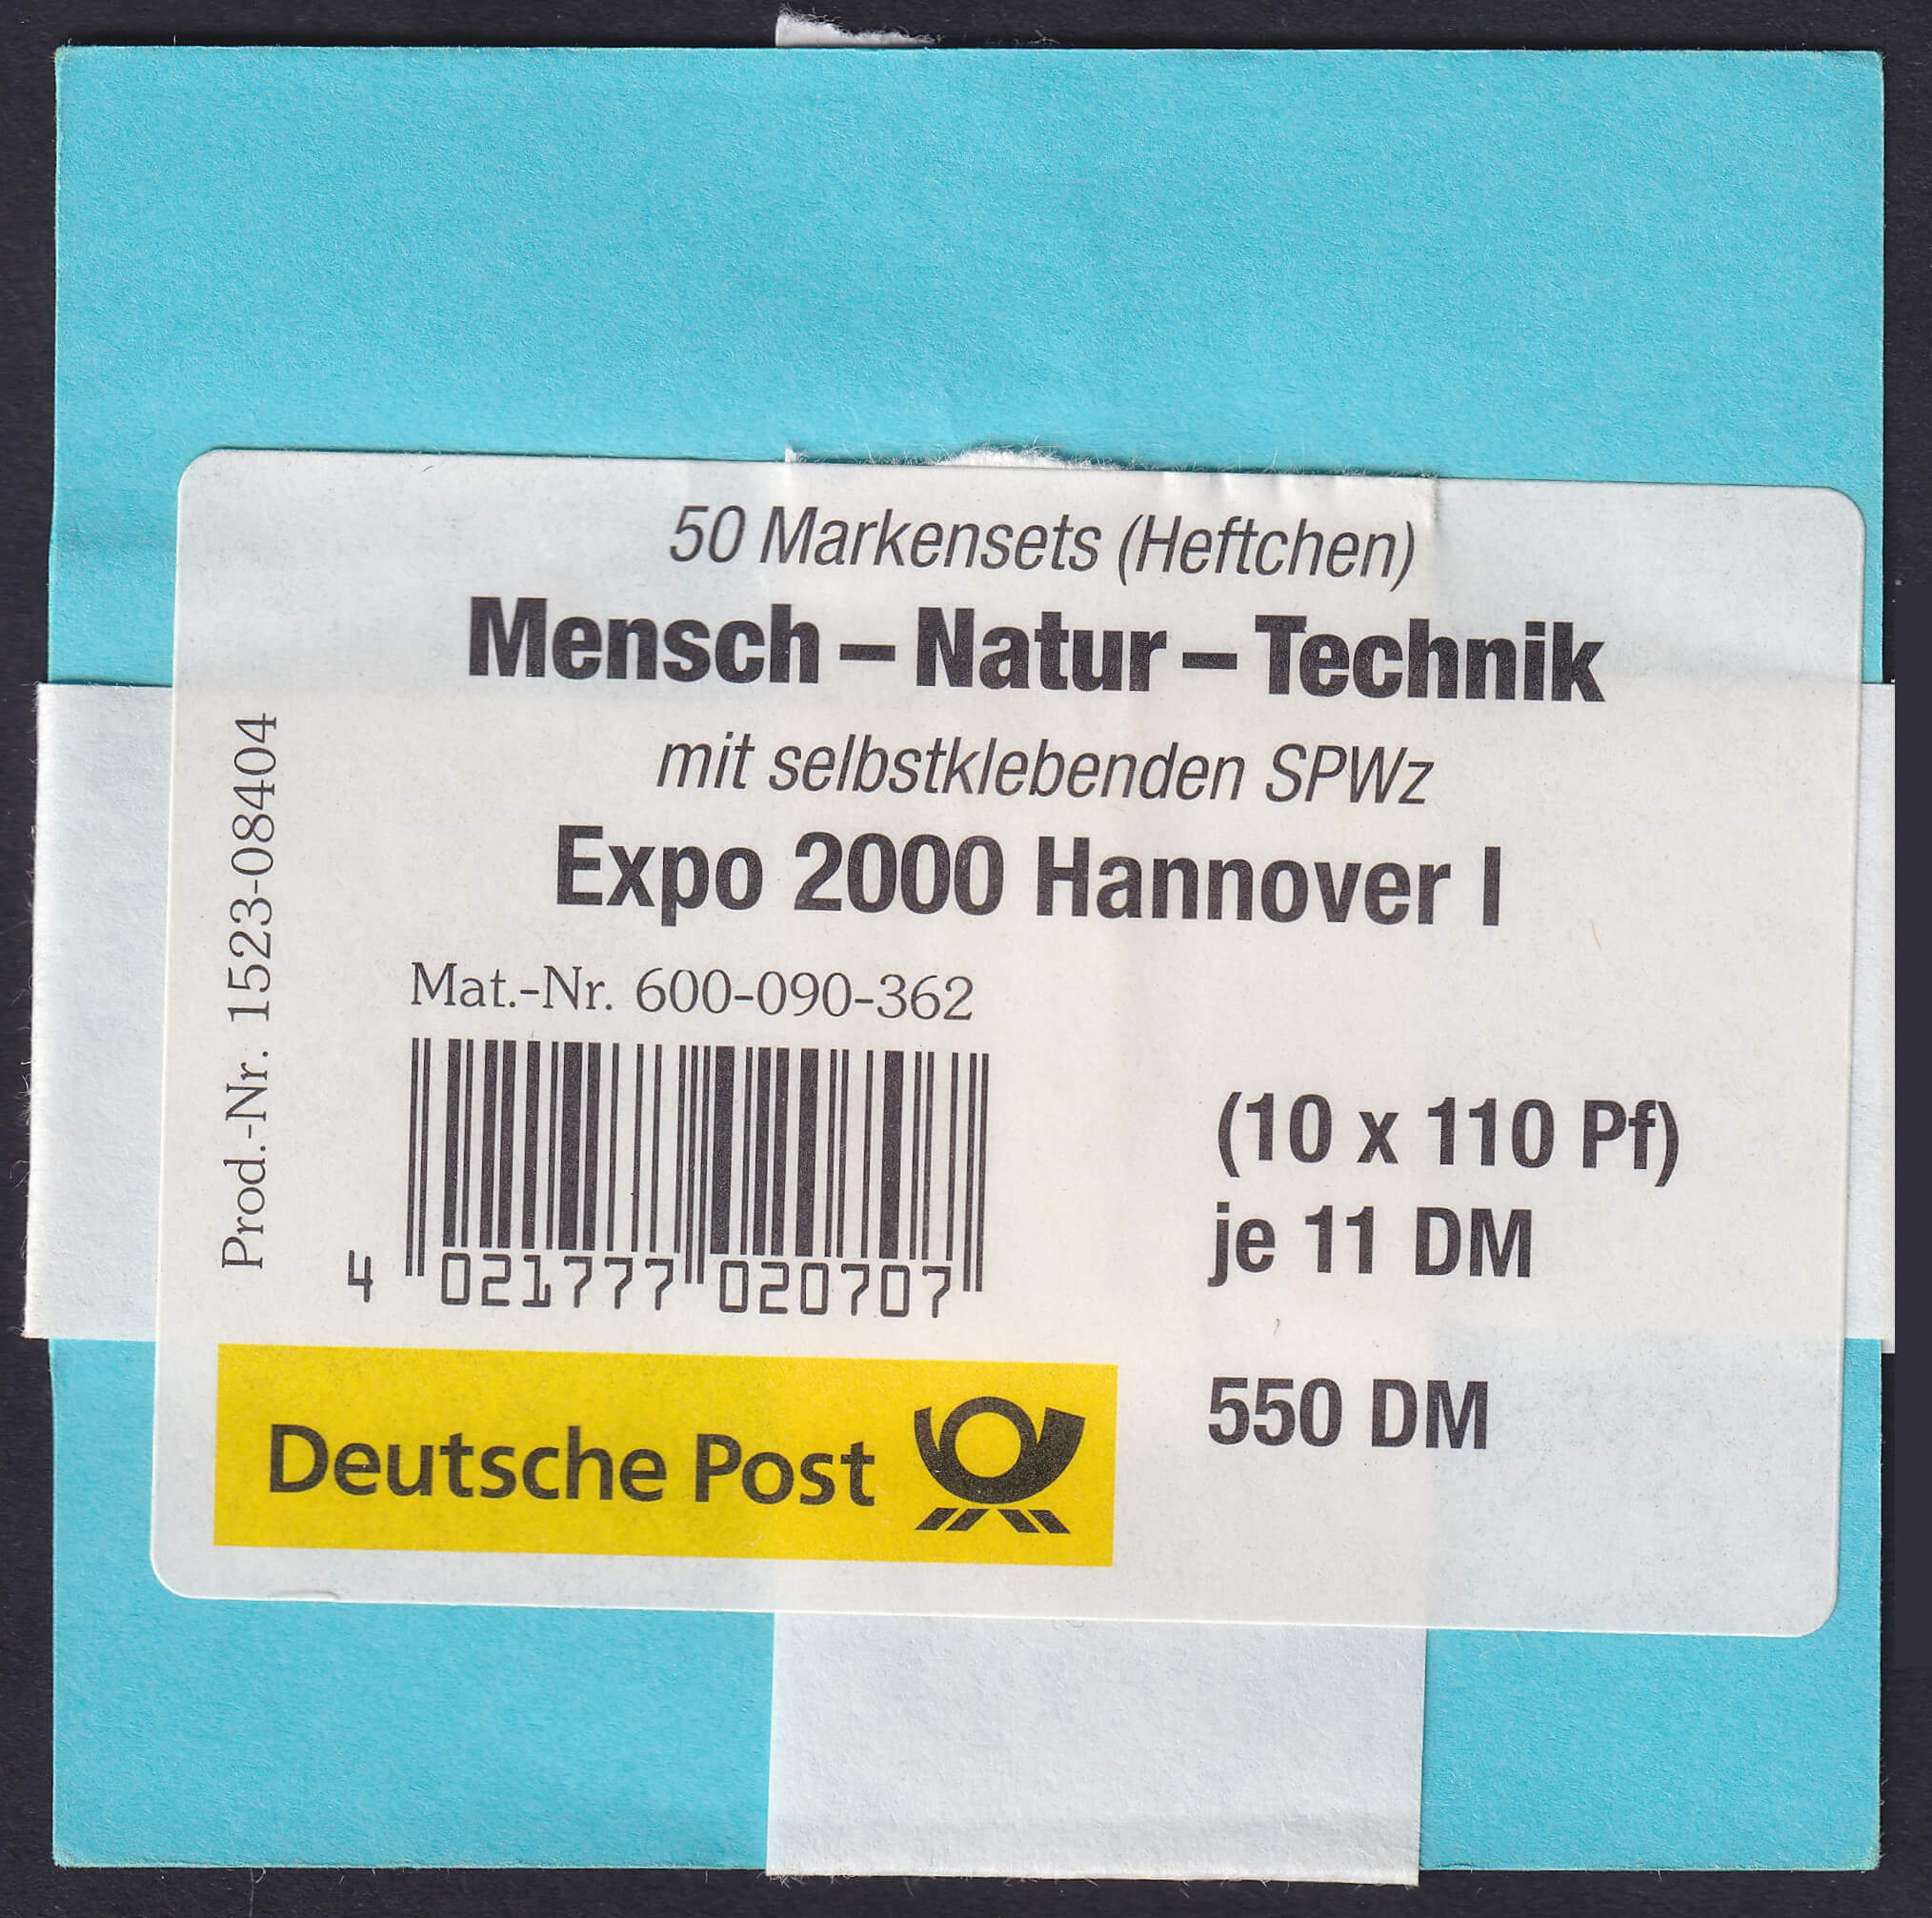 50 Markensets (Heftchen)
Mensch – Natur – Technik
mit selbstklebenden SPWz
Expo 2000 Hannover I
Prod.-Nr. 1523-08404
Mat.-Nr. 600-090-362
4 021777 020707
(10 x 110 Pf)
je 11 DM
550 DM
Deutsche Post